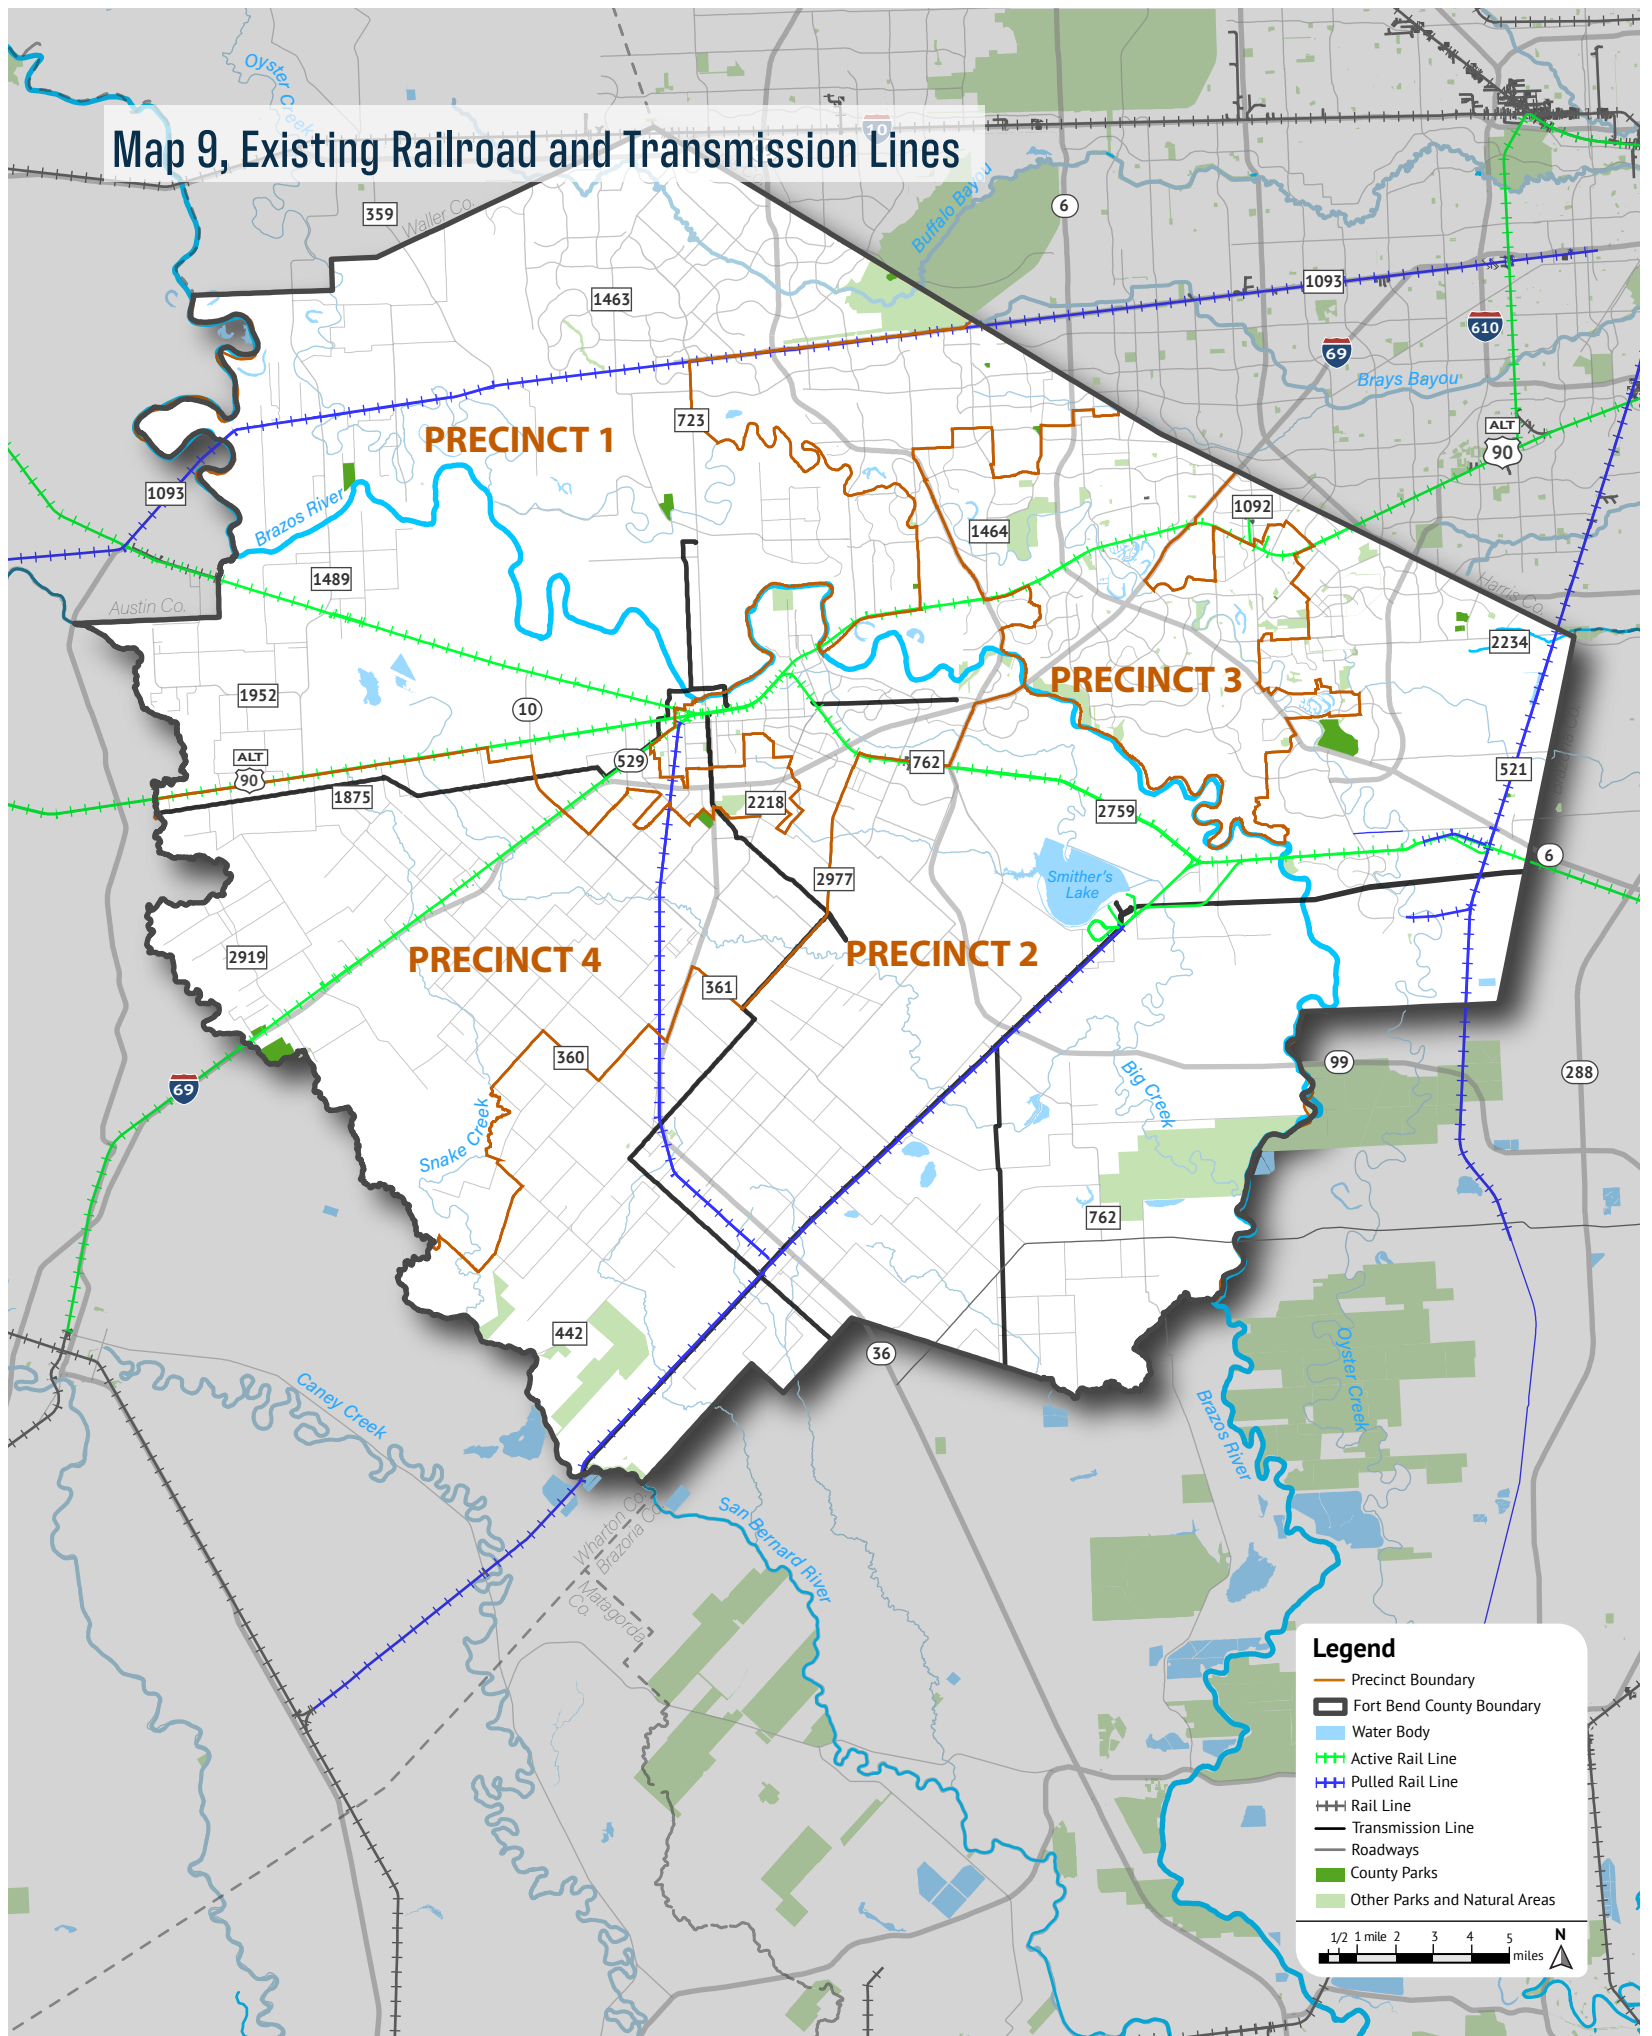 Oyster Creek
Map 9, Existing Railroad and Transmission Lines
10
359
Waller Co.
Buffalo Bayou
6
1463
1093
610
69
Brays Bayou
723
PRECINCT 1
ALT
90
1093
Brazos River
1092
1464
1489
Austin Co.
Harris Co.
2234
PRECINCT 3
1952
10
ALT
90
529
762
521
1875
2218
2759
6
2977
Smither's
Lake
2919
PRECINCT 4
PRECINCT 2
361
360
99
288
69
Big Creek
Snake Creek
762
442
36
Oyster Creek
Caney Creek
Brazos River
San Bernard River
Wharton Co.
Brazoria Co.
Matagorda
Co.
Legend
Precinct Boundary
Fort Bend County Boundary
Water Body
Active Rail Line
Pulled Rail Line
Rail Line
Transmission Line
Roadways
County Parks
Other Parks and Natural Areas
1/2 1 mile 2 3 4 5
miles
N